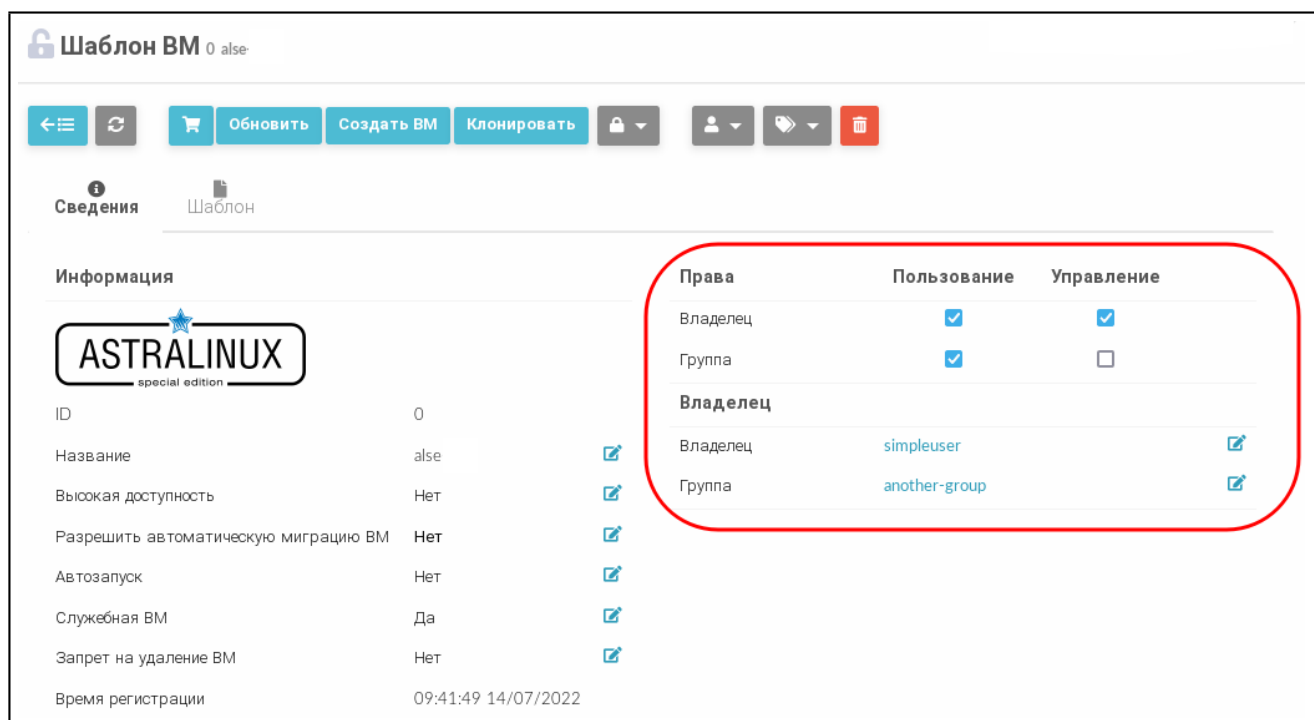 Шаблон ВМ 0 alse
Обновить Создать ВМ Клонировать
Сведения Шаблон
Информация
ASTRALINUX
special edition
ID 0
Название alse
Высокая доступность Нет
Разрешить автоматическую миграцию ВМ Нет
Автозапуск Нет
Служебная ВМ Да
Запрет на удаление ВМ Нет
Время регистрации 09:41:49 14/07/2022
Права Пользование Управление
Владелец
Группа
Владелец
Владелец simpleuser
Группа another-group